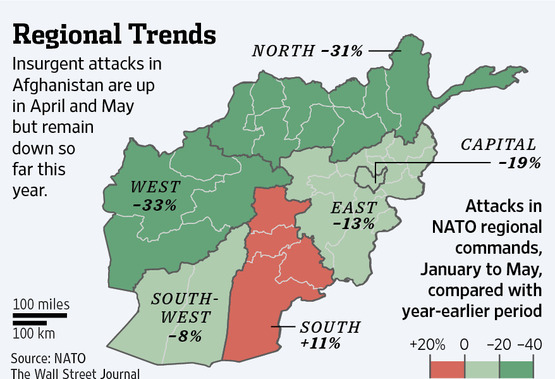 Regional Trends
Insurgent attacks in
Afghanistan are up
in April and May
but remain
down so
far this
year.
NORTH –31%
CAPITAL
–19%
WEST
–33%
EAST
–13%
SOUTH-
WEST
–8%
SOUTH
+11%
Attacks in
NATO regional
commands,
January to May,
compared with
year-earlier period
+20% 0 –20 –40
100 miles
100 km
Source: NATO
The Wall Street Journal